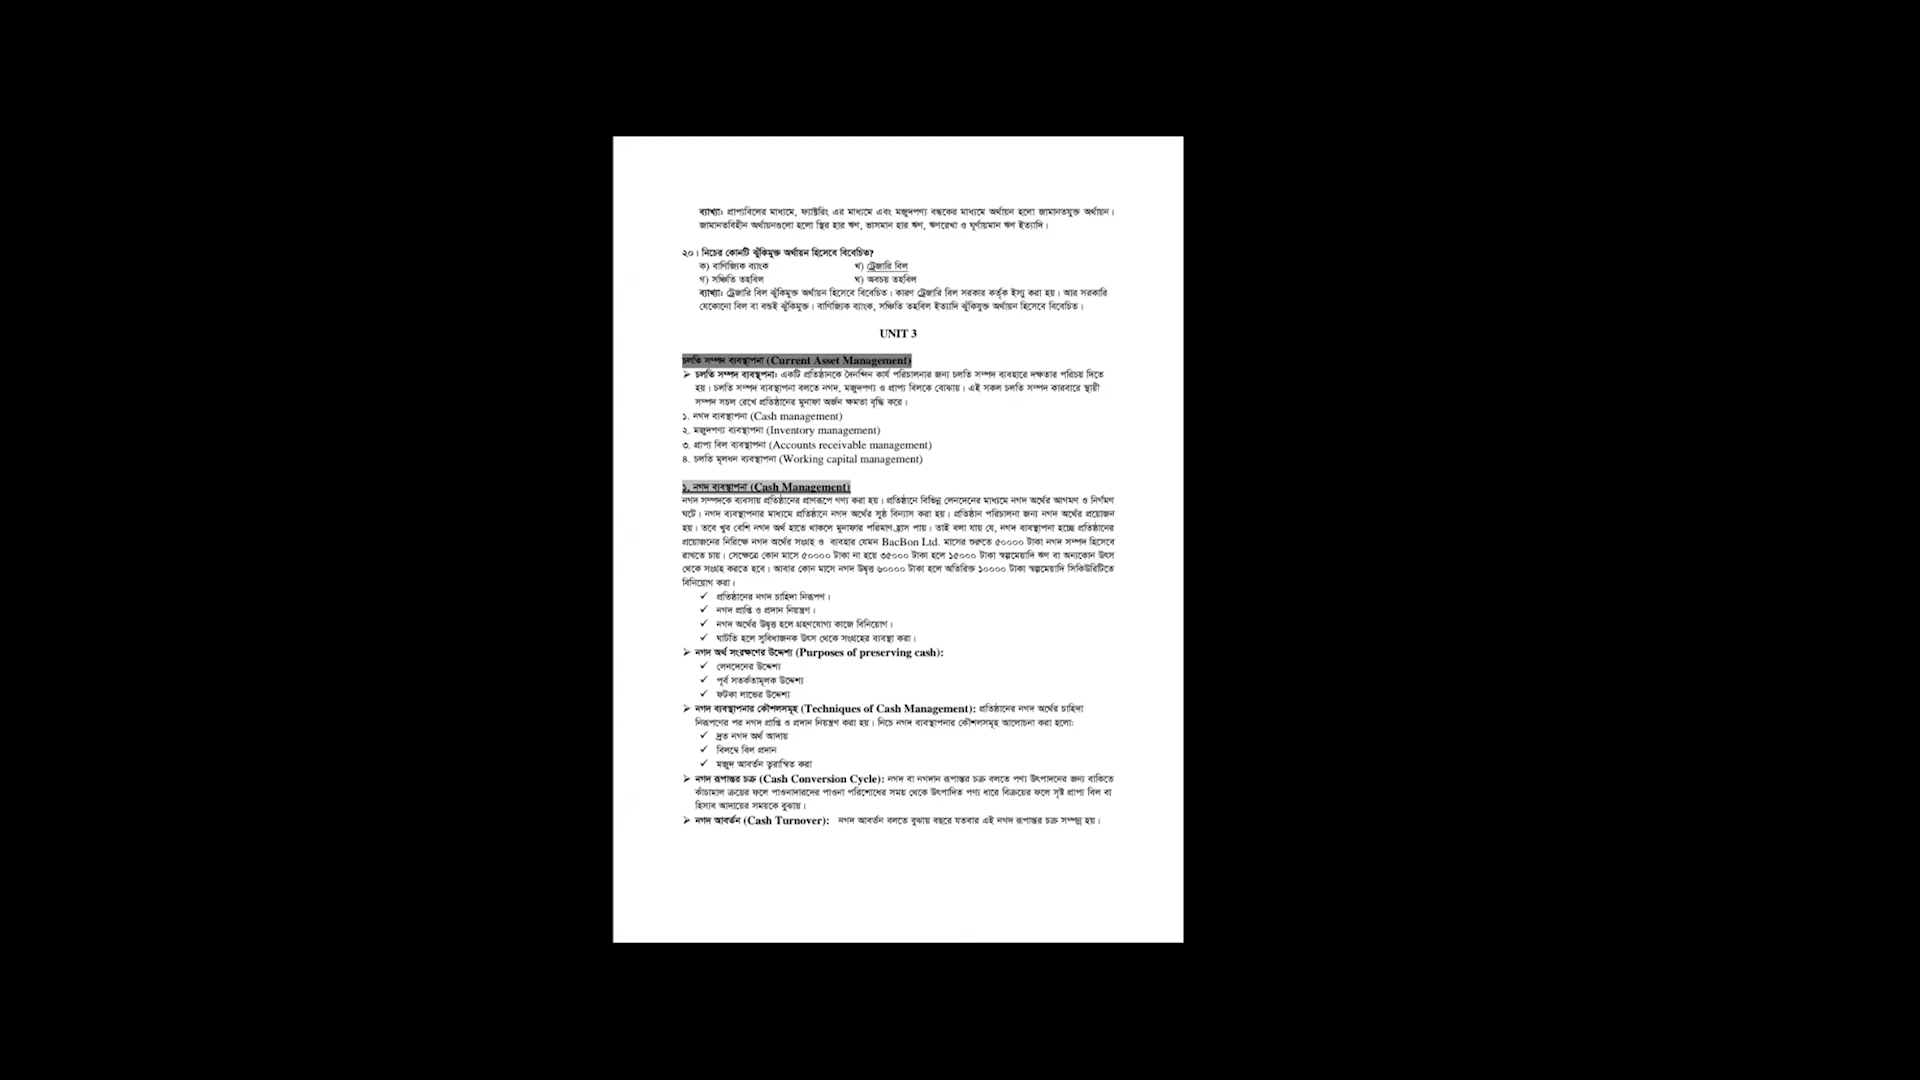 ব্যাখ্যা: প্রাপ্যবিলের মাধ্যমে, ফ্যাক্টরিং এর মাধ্যমে এবং মজুদপণ্য বন্ধকের মাধ্যমে অর্থায়ন হলো জামানতযুক্ত অর্থায়ন।
জামানতবিহীন অর্থায়নগুলো হলো স্থির হার ঋণ, ভাসমান হার ঋণ, ঋণরেখা ও ঘূর্ণায়মান ঋণ ইত্যাদি।
২০। নিচের কোনটি ঝুঁকিমুক্ত অর্থায়ন হিসেবে বিবেচিত?
ক) বাণিজ্যিক ব্যাংক খ) ট্রেজারি বিল
গ) সঞ্চিতি তহবিল ঘ) অবচয় তহবিল
ব্যাখ্যা: ট্রেজারি বিল ঝুঁকিমুক্ত অর্থায়ন হিসেবে বিবেচিত। কারণ ট্রেজারি বিল সরকার কর্তৃক ইস্যু করা হয়। আর সরকারি
যেকোনো বিল বা বন্ডই ঝুঁকিমুক্ত। বাণিজ্যিক ব্যাংক, সঞ্চিতি তহবিল ইত্যাদি ঝুঁকিযুক্ত অর্থায়ন হিসেবে বিবেচিত।
UNIT 3
চলতি সম্পদ ব্যবস্থাপনা (Current Asset Management)
➢ চলতি সম্পদ ব্যবস্থপনা: একটি প্রতিষ্ঠানকে দৈনন্দিন কার্য পরিচালনার জন্য চলতি সম্পদ ব্যবহারে দক্ষতার পরিচয় দিতে
হয়। চলতি সম্পদ ব্যবস্থাপনা বলতে নগদ, মজুদপণ্য ও প্রাপ্য বিলকে বোঝায়। এই সকল চলতি সম্পদ কারবারে স্থায়ী
সম্পদ সচল রেখে প্রতিষ্ঠানের মুনাফা অর্জন ক্ষমতা বৃদ্ধি করে।
১. নগদ ব্যবস্থাপনা (Cash management)
২. মজুদপণ্য ব্যবস্থাপনা (Inventory management)
৩. প্রাপ্য বিল ব্যবস্থাপনা (Accounts receivable management)
৪. চলতি মূলধন ব্যবস্থাপনা (Working capital management)
১. নগদ ব্যবস্থাপনা (Cash Management)
নগদ সম্পদকে ব্যবসায় প্রতিষ্ঠানের প্রাণরূপে গণ্য করা হয়। প্রতিষ্ঠানে বিভিন্ন লেনদেনের মাধ্যমে নগদ অর্থের আগমণ ও নির্গমণ
ঘটে। নগদ ব্যবস্থাপনার মাধ্যমে প্রতিষ্ঠানে নগদ অর্থের সুষ্ঠ বিন্যাস করা হয়। প্রতিষ্ঠান পরিচালনা জন্য নগদ অর্থের প্রয়োজন
হয়। তবে খুব বেশি নগদ অর্থ হাতে থাকলে মুনাফার পরিমাণ হ্রাস পায়। তাই বলা যায় যে, নগদ ব্যবস্থাপনা হচ্ছে প্রতিষ্ঠানের
প্রয়োজনের নিরিক্ষে নগদ অর্থের সংগ্রহ ও ব্যবহার যেমন BacBon Ltd. মাসের শুরুতে ৫০০০০ টাকা নগদ সম্পদ হিসেবে
রাখতে চায়। সেক্ষেত্রে কোন মাসে ৫০০০০ টাকা না হয়ে ৩৫০০০ টাকা হলে ১৫০০০ টাকা স্বল্পমেয়াদি ঋণ বা অন্যকোন উৎস
থেকে সংগ্রহ করতে হবে। আবার কোন মাসে নগদ উদ্বৃত্ত ৬০০০০ টাকা হলে অতিরিক্ত ১০০০০ টাকা স্বল্পমেয়াদি সিকিউরিটিতে
বিনিয়োগ করা।
✓ প্রতিষ্ঠানের নগদ চাহিদা নিরূপণ।
✓ নগদ প্রাপ্তি ও প্রদান নিয়ন্ত্রণ।
✓ নগদ অর্থের উদ্বৃত্ত হলে গ্রহণযোগ্য কাজে বিনিয়োগ।
✓ ঘাটতি হলে সুবিধাজনক উৎস থেকে সংগ্রহের ব্যবস্থা করা।
➢ নগদ অর্থ সংরক্ষণের উদ্দেশ্য (Purposes of preserving cash):
✓ লেনদেনের উদ্দেশ্য
✓ পূর্ব সতর্কতামূলক উদ্দেশ্য
✓ ফটকা লাভের উদ্দেশ্য
➢ নগদ ব্যবস্থাপনার কৌশলসমূহ (Techniques of Cash Management): প্রতিষ্ঠানের নগদ অর্থের চাহিদা
নিরূপণের পর নগদ প্রাপ্তি ও প্রদান নিয়ন্ত্রণ করা হয়। নিচে নগদ ব্যবস্থাপনার কৌশলসমূহ আলোচনা করা হলো:
✓ দ্রুত নগদ অর্থ আদায়
✓ বিলম্বে বিল প্রদান
✓ মজুদ আবর্তন ত্বরান্বিত করা
➢ নগদ রূপান্তর চক্র (Cash Conversion Cycle): নগদ বা নগদান রূপান্তর চক্র বলতে পণ্য উৎপাদনের জন্য বাকিতে
কাঁচামাল ক্রয়ের ফলে পাওনাদারদের পাওনা পরিশোধের সময় থেকে উৎপাদিত পণ্য ধারে বিক্রয়ের ফলে সৃষ্ট প্রাপ্য বিল বা
হিসাব আদায়ের সময়কে বুঝায়।
➢ নগদ আবর্তন (Cash Turnover): নগদ আবর্তন বলতে বুঝায় বছরে যতবার এই নগদ রূপান্তর চক্র সম্পন্ন হয়।